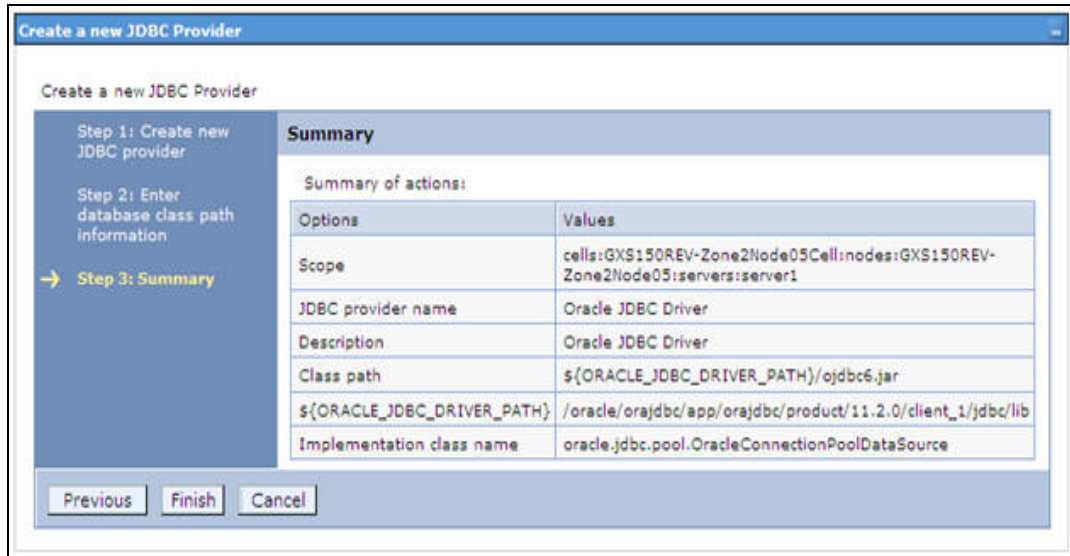 Create a new JDBC Provider
Create a new JDBC Provider
Step 1: Create new
JDBC provider
Step 2: Enter
database class path
information
Step 3: Summary
Summary
Summary of actions:
Options Values
Scope cells:GXS150REV-Zone2Node05Cell:nodes:GXS150REV-
Zone2Node05:servers:server1
JDBC provider name Oracle JDBC Driver
Description Oracle JDBC Driver
Class path ${ORACLE_JDBC_DRIVER_PATH}/ojdbc6.jar
${ORACLE_JDBC_DRIVER_PATH} /oracle/orajdbc/app/orajdbc/product/11.2.0/client_1/jdbc/lib
Implementation class name oracle.jdbc.pool.OracleConnectionPoolDataSource
Previous Finish Cancel